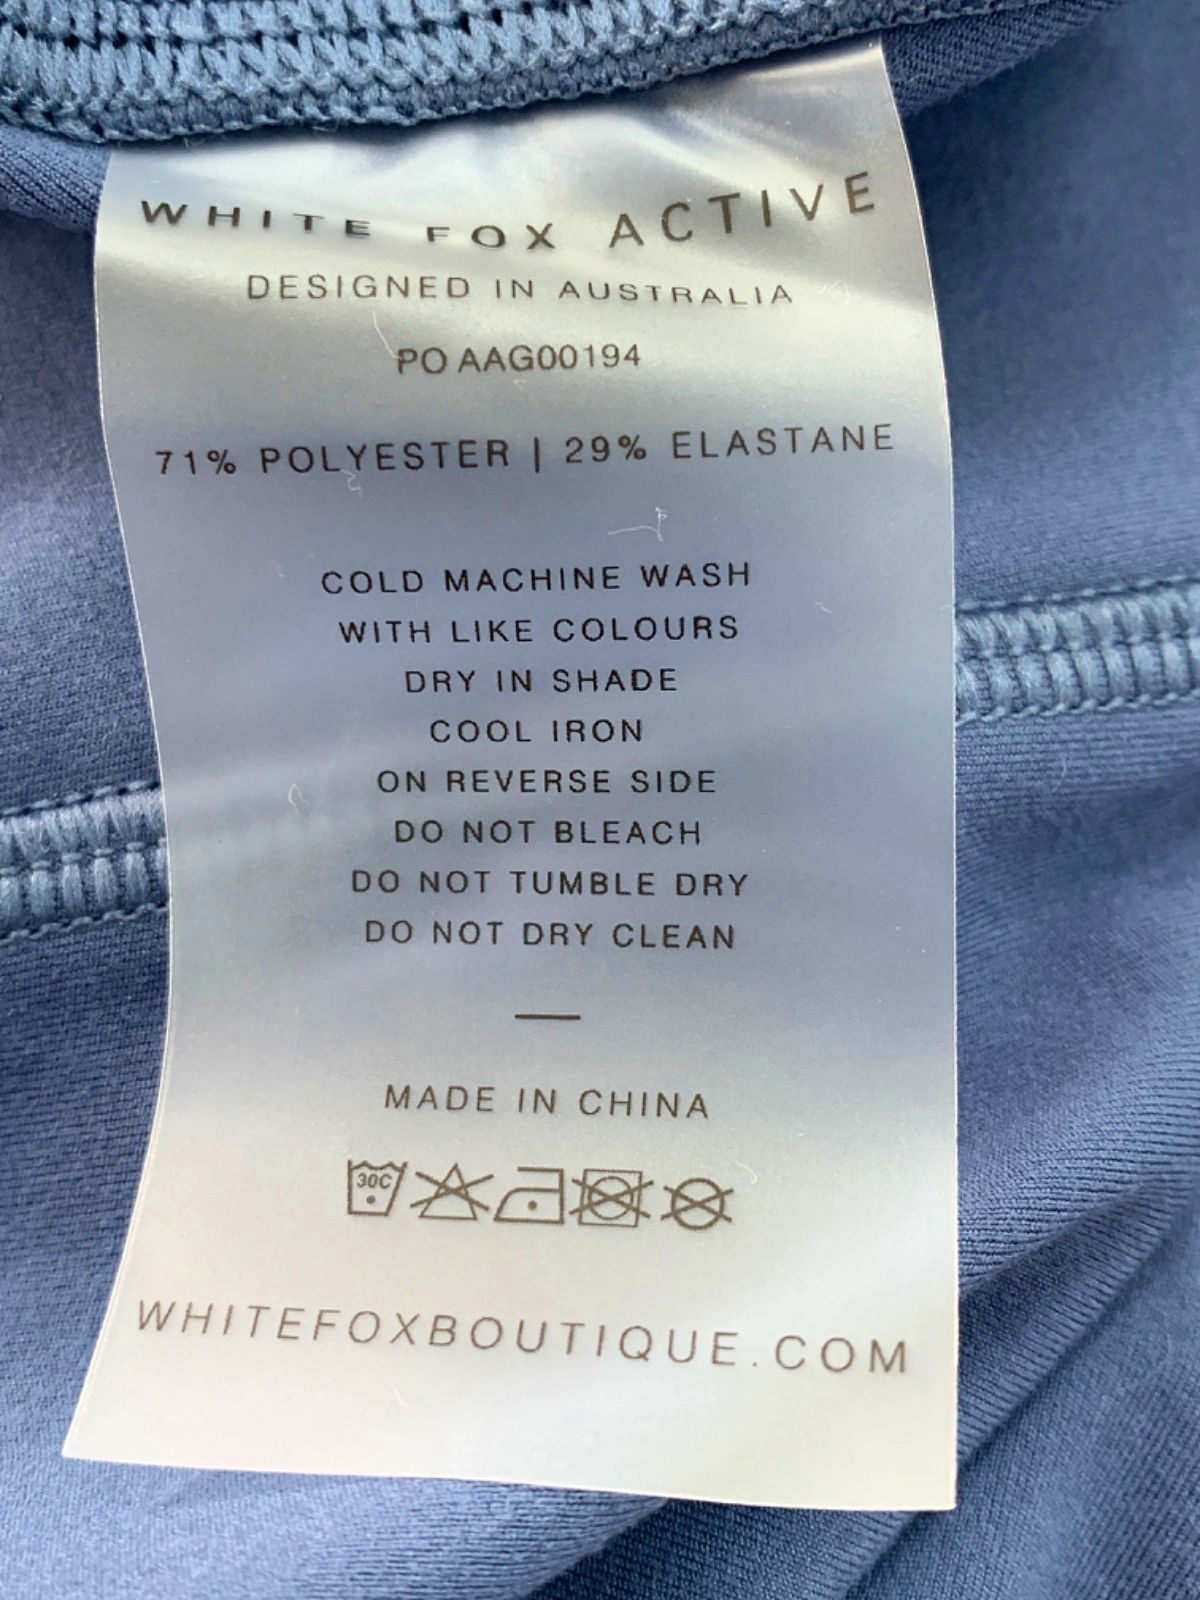 WHITE FOX ACTIVE
DESIGNED IN AUSTRALIA
PO AAG00194
71% POLYESTER | 29% ELASTANE
COLD MACHINE WASH
WITH LIKE COLOURS
DRY IN SHADE
COOL IRON
ON REVERSE SIDE
DO NOT BLEACH
DO NOT TUMBLE DRY
DO NOT DRY CLEAN
—
MADE IN CHINA
30C
WHITEFOXBOUTIQUE.COM